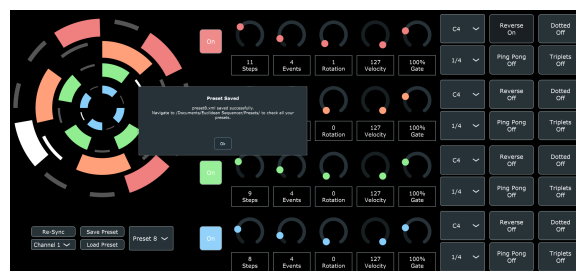 On
11
Steps
4
Events
1
Rotation
127
Velocity
100%
Gate
C4
Reverse
On
Dotted
Off
1/4
Ping Pong
Off
Triplets
Off
Preset Saved
preset8.xml saved successfully.
Navigate to /Documents/Euclidean Sequencer/Presets/ to check all your
presets.
Ok
0
Rotation
127
Velocity
100%
Gate
C4
Reverse
Off
Dotted
Off
1/4
Ping Pong
Off
Triplets
Off
On
9
Steps
4
Events
0
Rotation
127
Velocity
100%
Gate
C4
Reverse
Off
Dotted
Off
1/4
Ping Pong
Off
Triplets
Off
Re-Sync
Save Preset
Channel 1
Load Preset
Preset 8
On
8
Steps
4
Events
0
Rotation
127
Velocity
100%
Gate
C4
Reverse
Off
Dotted
Off
1/4
Ping Pong
Off
Triplets
Off